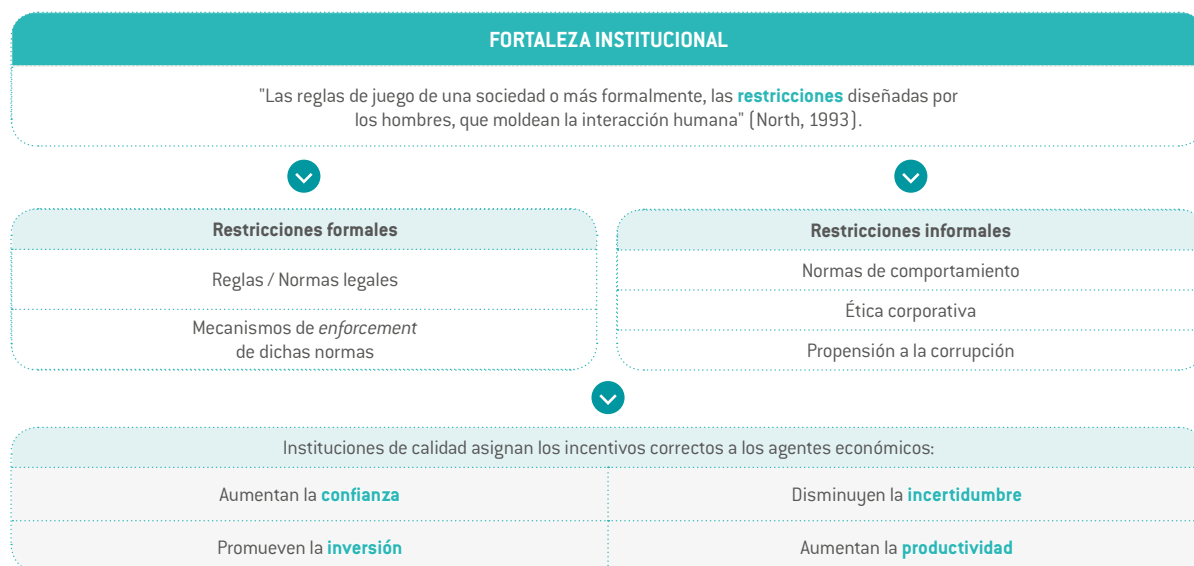 FORTALEZA INSTITUCIONAL
"Las reglas de juego de una sociedad o más formalmente, las restricciones diseñadas por
los hombres, que moldean la interacción humana" (North, 1993).
Restricciones formales
Reglas / Normas legales
Mecanismos de enforcement
de dichas normas
Restricciones informales
Normas de comportamiento
Ética corporativa
Propensión a la corrupción
Instituciones de calidad asignan los incentivos correctos a los agentes económicos:
Aumentan la confianza
Disminuyen la incertidumbre
Promueven la inversión
Aumentan la productividad